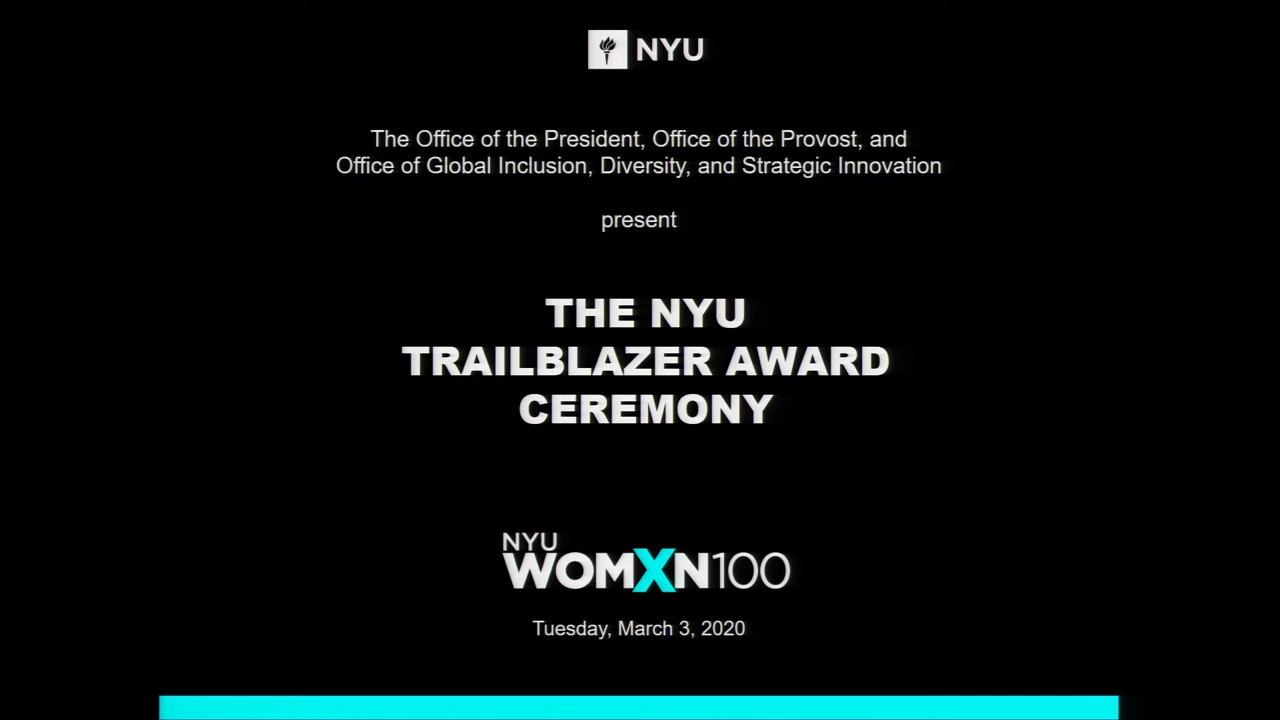 NYU
The Office of the President, Office of the Provost, and
Office of Global Inclusion, Diversity, and Strategic Innovation
present
THE NYU
TRAILBLAZER AWARD
CEREMONY
NYU
WOMXN100
Tuesday, March 3, 2020